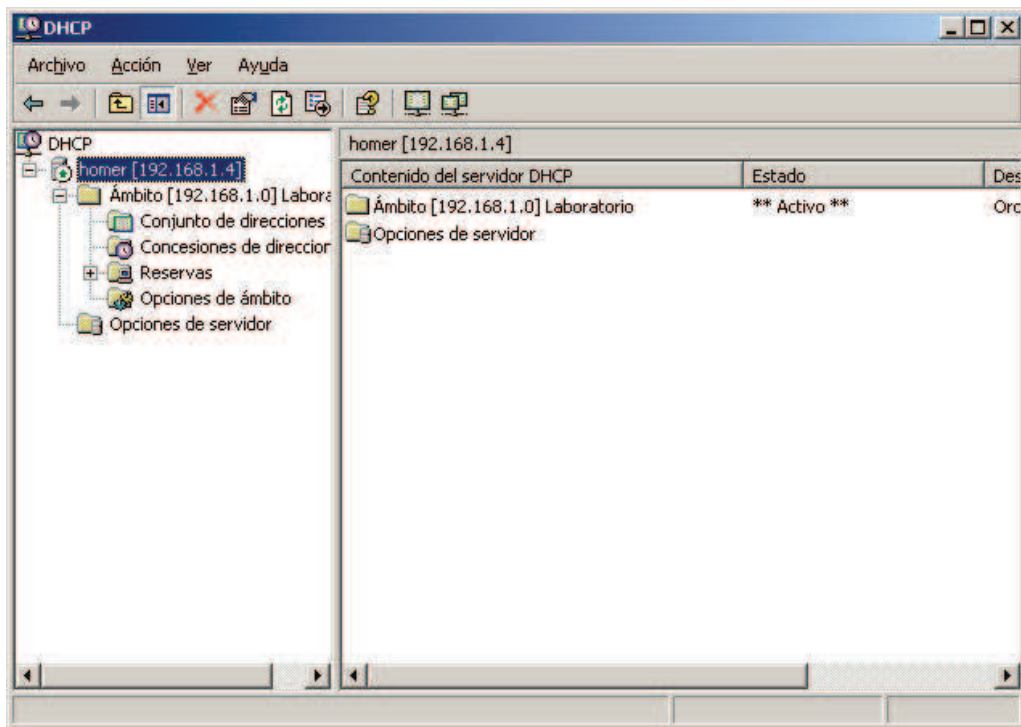 DHCP
Archivo Acción Ver Ayuda
DHCP
homer [192.168.1.4]
Ámbito [192.168.1.0] Labora
Conjunto de direcciones
Concesiones de direccion
Reservas
Opciones de ámbito
Opciones de servidor
homer [192.168.1.4]
Contenido del servidor DHCP Estado Des
Ámbito [192.168.1.0] Laboratorio ** Activo ** Ord
Opciones de servidor